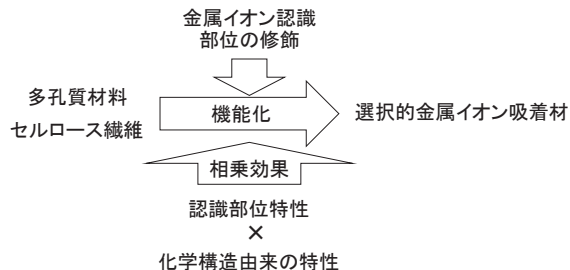 金属イオン認識
部位の修飾
多孔質材料
セルロース繊維
機能化
選択的金属イオン吸着材
相乗効果
認識部位特性
×
化学構造由来の特性